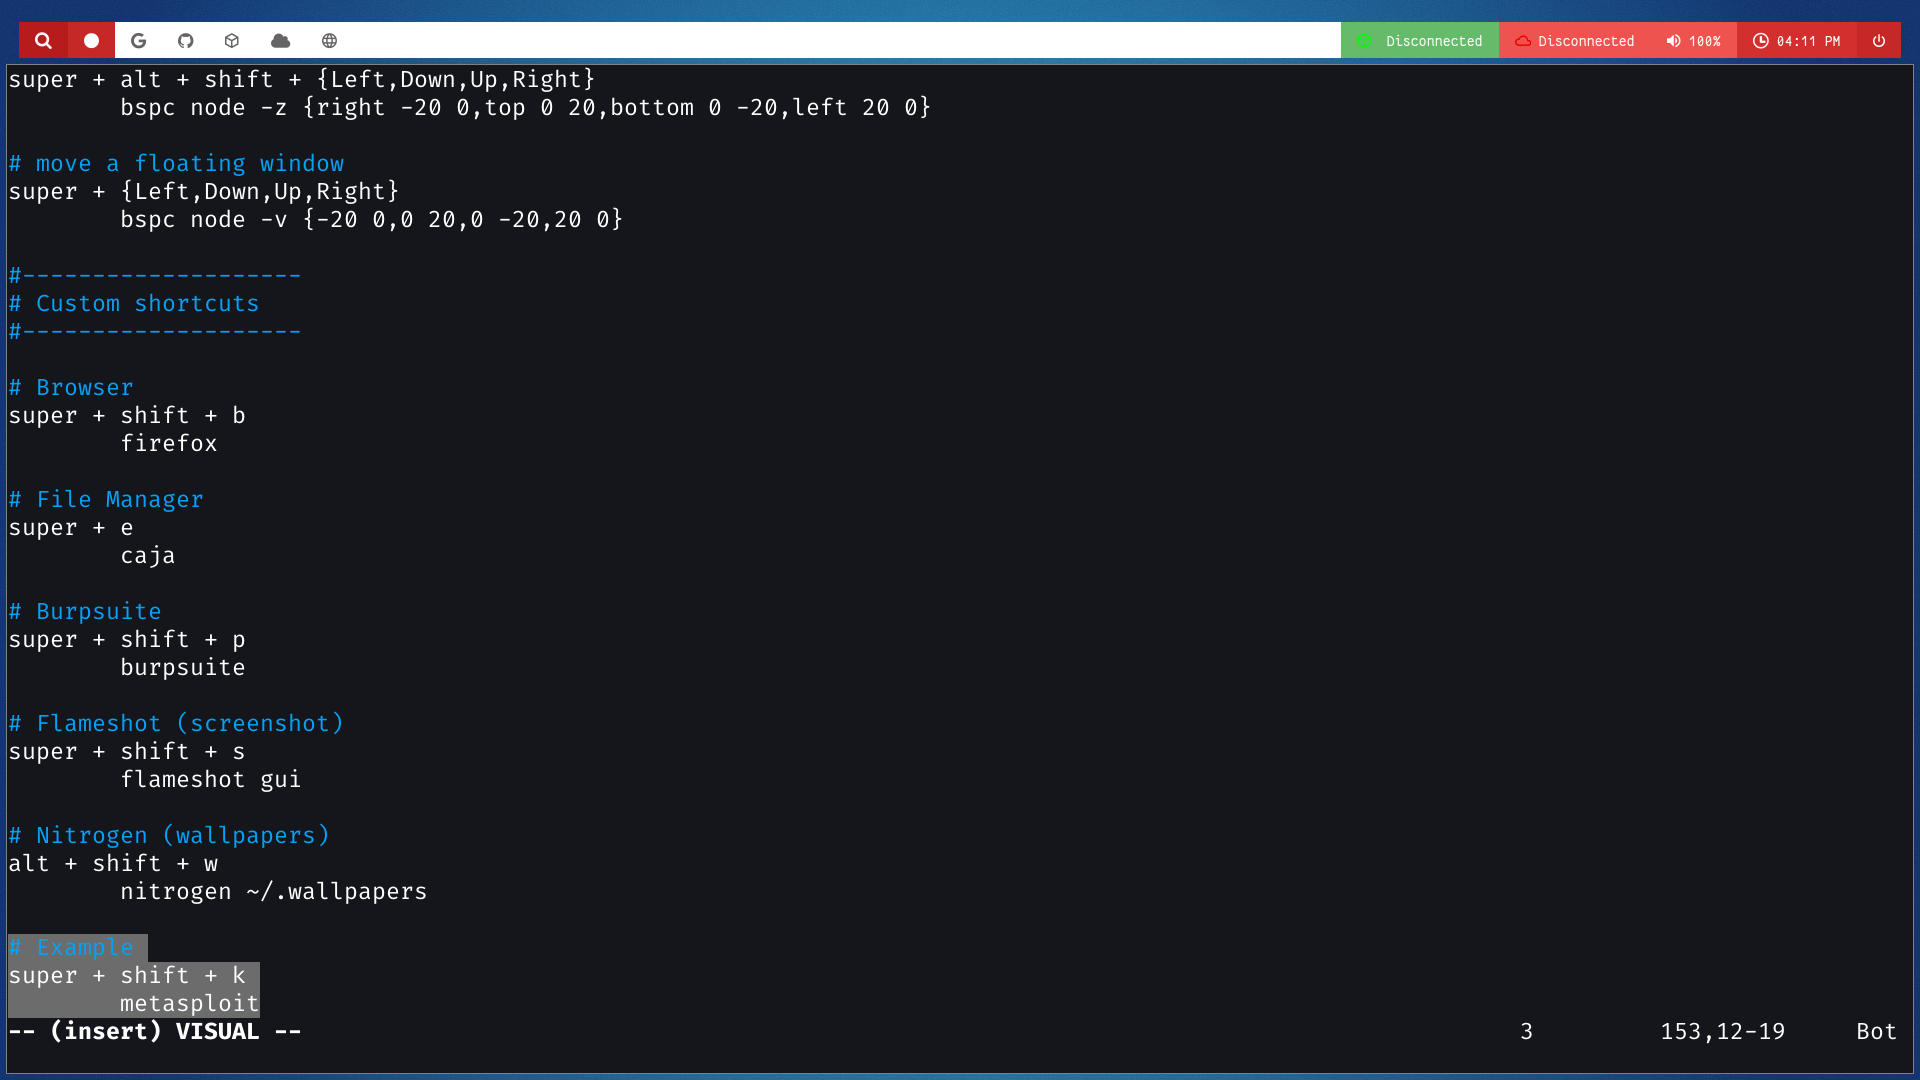 Disconnected Disconnected 100% 04:11 PM
super + alt + shift + {Left,Down,Up,Right}
        bspc node -z {right -20 0,top 0 20,bottom 0 -20,left 20 0}

# move a floating window
super + {Left,Down,Up,Right}
        bspc node -v {-20 0,0 20,0 -20,20 0}

#--------------------
# Custom shortcuts
#--------------------

# Browser
super + shift + b
        firefox

# File Manager
super + e
        caja

# Burpsuite
super + shift + p
        burpsuite

# Flameshot (screenshot)
super + shift + s
        flameshot gui

# Nitrogen (wallpapers)
alt + shift + w
        nitrogen ~/.wallpapers

# Example
super + shift + k
        metasploit
-- (insert) VISUAL -- 3 153,12-19 Bot